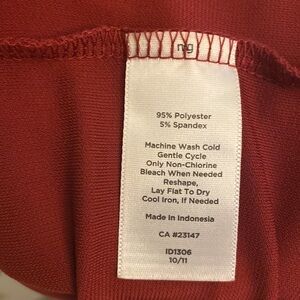 95% Polyester
5% Spandex
Machine Wash Cold
Gentle Cycle
Only Non-Chlorine
Bleach When Needed
Reshape,
Lay Flat To Dry
Cool Iron, If Needed
Made In Indonesia
CA #23147
ID1306
10/11